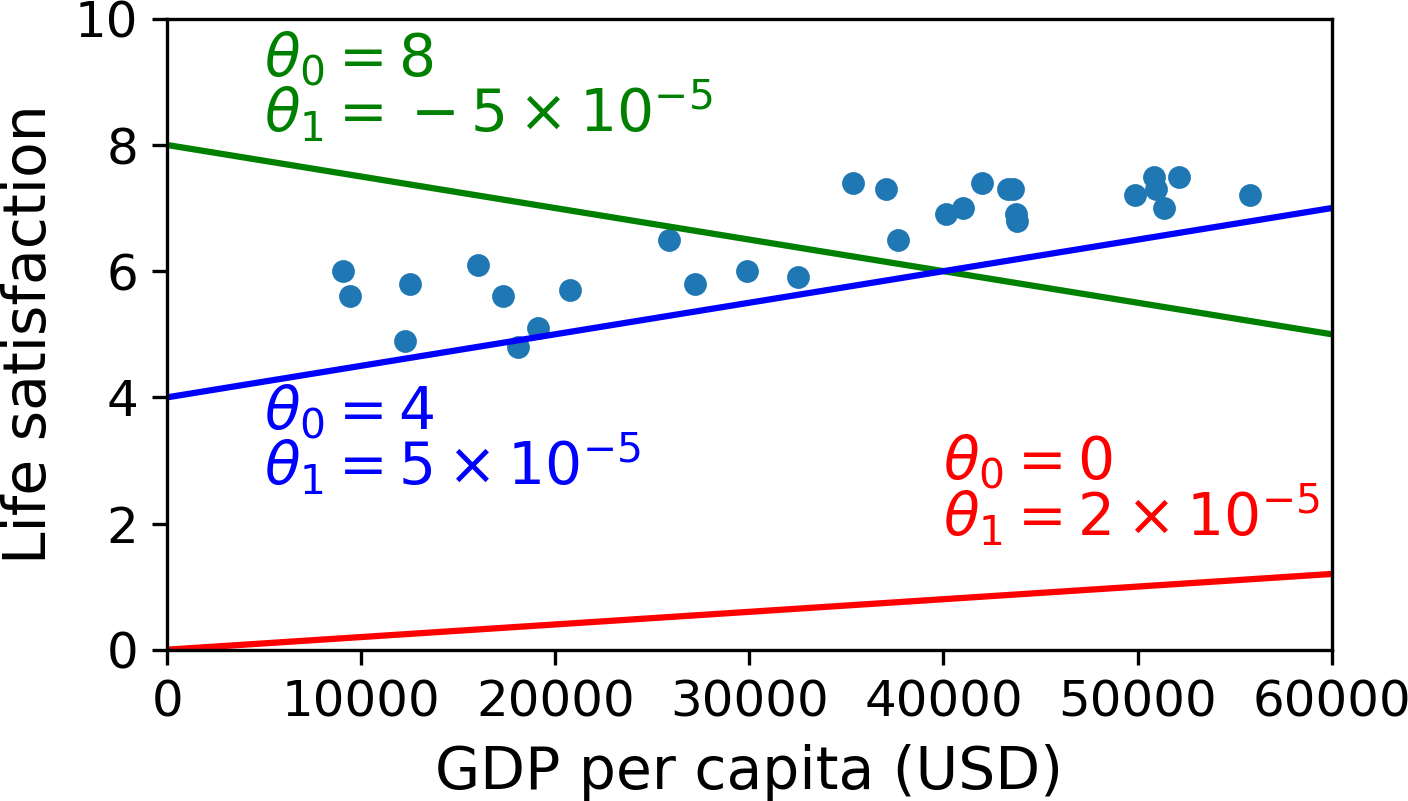 10
θ₀ = 8
θ₁ = − 5 × 10⁻⁵
8
6
4
θ₀ = 4
θ₁ = 5 × 10⁻⁵
θ₀ = 0
θ₁ = 2 × 10⁻⁵
2
0
Life satisfaction
0 10000 20000 30000 40000 50000 60000
GDP per capita (USD)